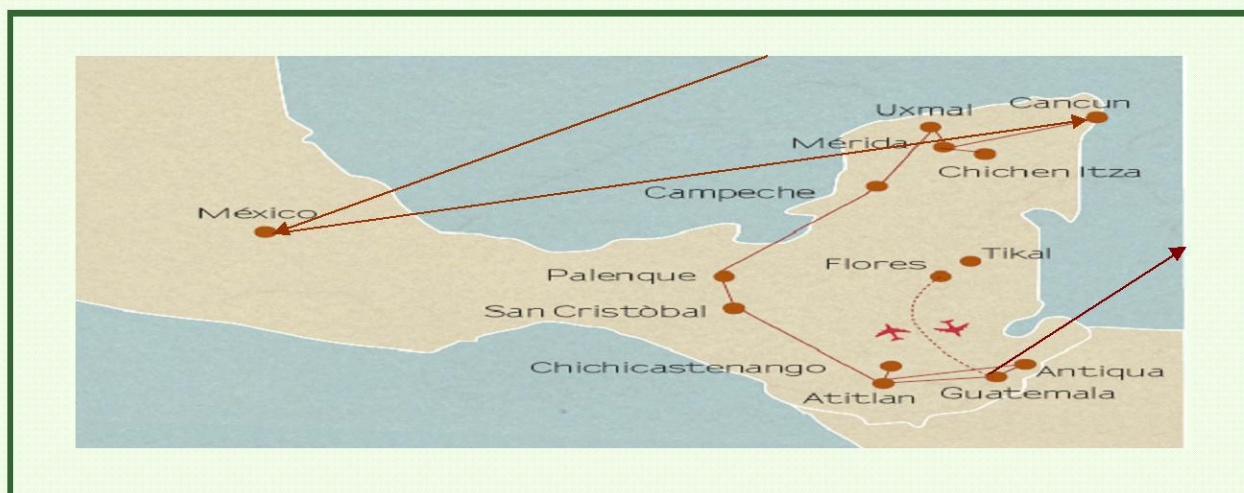 Uxmal
Cancun
Mérida
Chichen Itza
Campeche
México
Tikal
Flores
Palenque
San Cristòbal
Chichicastenango
Antiqua
Atitlan
Guatemala